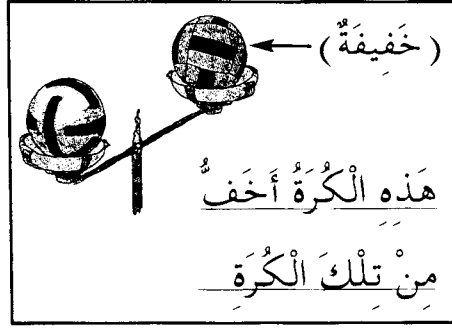 ( خَفِيفَةٌ )
هَذِهِ الْكُرَةُ أَخَفُّ
مِنْ تِلْكَ الْكُرَةِ